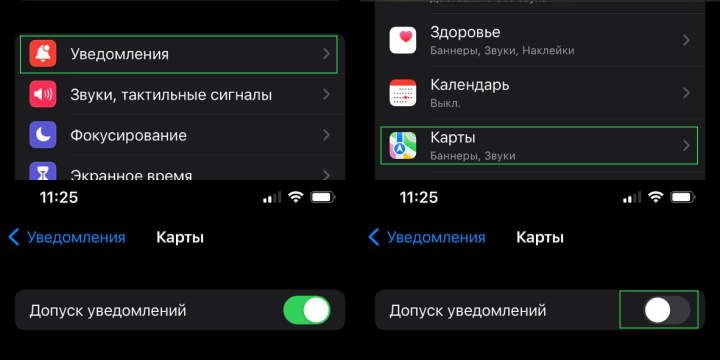 Уведомления
Звуки, тактильные сигналы
Фокусирование
Экранное время
Здоровье
Баннеры, Звуки, Наклейки
Календарь
Выкл.
Карты
Баннеры, Звуки
11:25
Уведомления Карты
Допуск уведомлений
11:25
Уведомления Карты
Допуск уведомлений